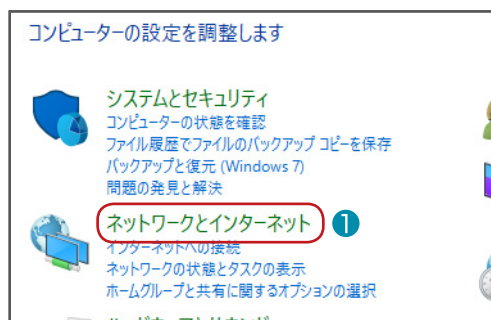 コンピューターの設定を調整します
システムとセキュリティ
コンピューターの状態を確認
ファイル履歴でファイルのバックアップ コピーを保存
バックアップと復元 (Windows 7)
問題の発見と解決
ネットワークとインターネット 1
インターネットへの接続
ネットワークの状態とタスクの表示
ホームグループと共有に関するオプションの選択